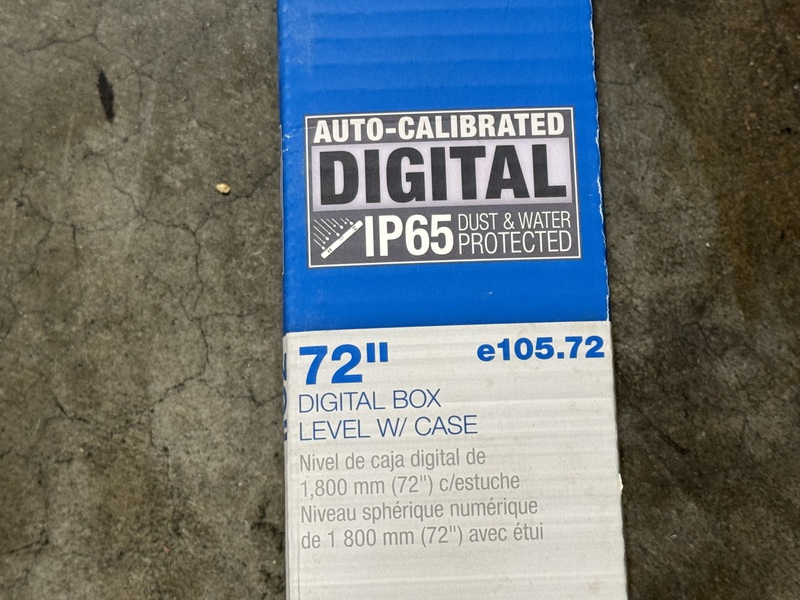 AUTO-CALIBRATED
DIGITAL
IP65 DUST & WATER
PROTECTED
72" e105.72
DIGITAL BOX
LEVEL W/ CASE
Nivel de caja digital de
1,800 mm (72") c/estuche
Niveau sphérique numérique
de 1 800 mm (72") avec étui